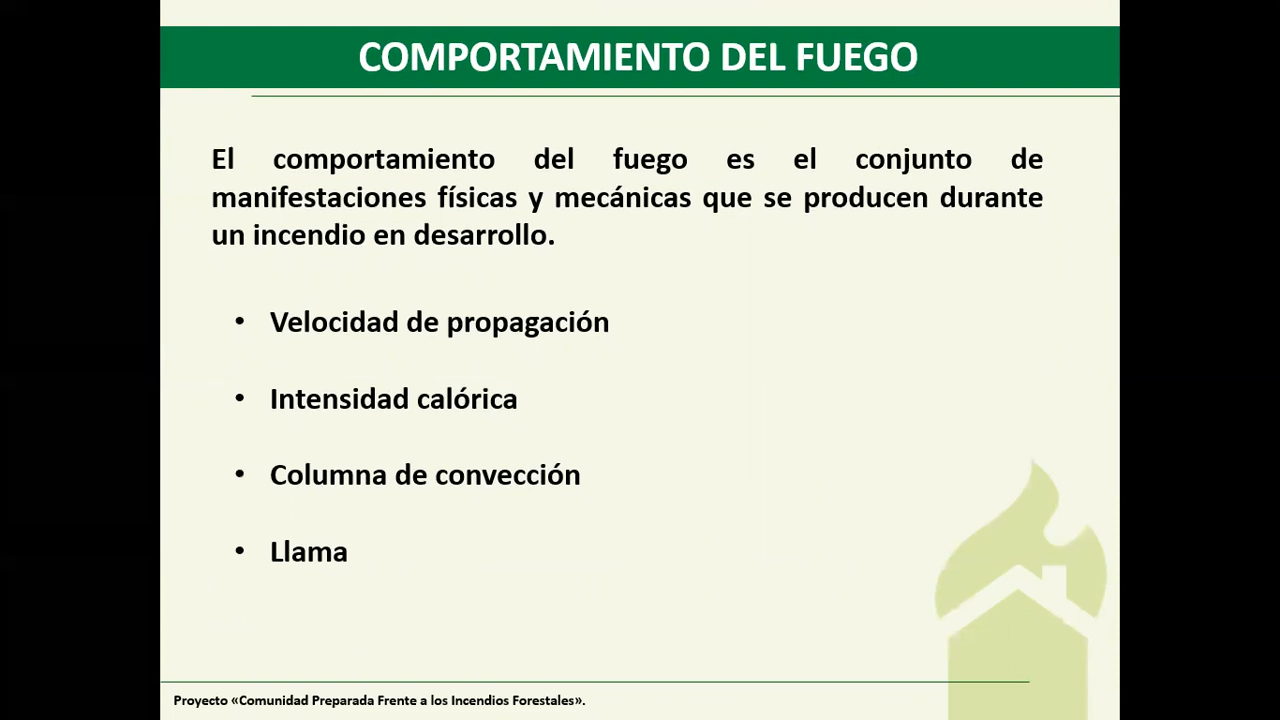 COMPORTAMIENTO DEL FUEGO
El comportamiento del fuego es el conjunto de
manifestaciones físicas y mecánicas que se producen durante
un incendio en desarrollo.
• Velocidad de propagación
• Intensidad calórica
• Columna de convección
• Llama
Proyecto «Comunidad Preparada Frente a los Incendios Forestales».